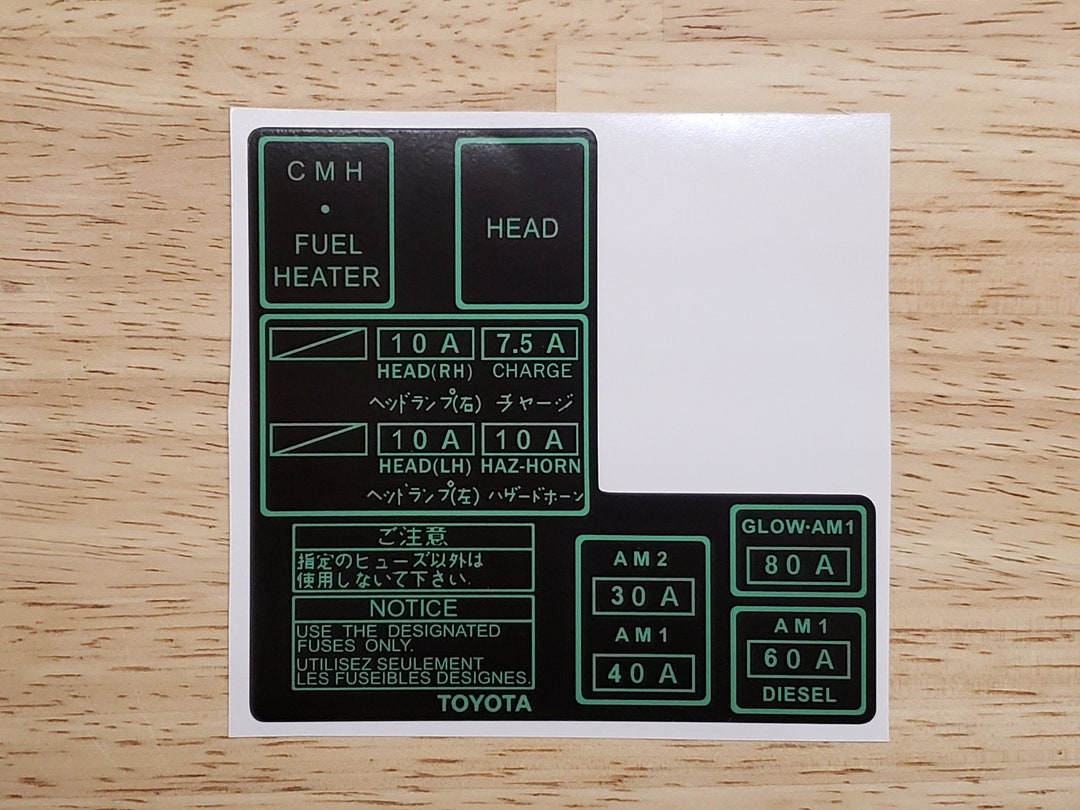 CMH
•
FUEL
HEATER
HEAD
10 A 7.5 A
HEAD(RH) CHARGE
ヘッドランプ(右) チャージ
10 A 10 A
HEAD(LH) HAZ-HORN
ヘッドランプ(左) ハザードホーン
ご注意
指定のヒューズ以外は
使用しないで下さい.
NOTICE
USE THE DESIGNATED
FUSES ONLY.
UTILISEZ SEULEMENT
LES FUSEIBLES DESIGNES.
TOYOTA
AM2
30 A
AM1
40 A
GLOW·AM1
80 A
AM1
60 A
DIESEL